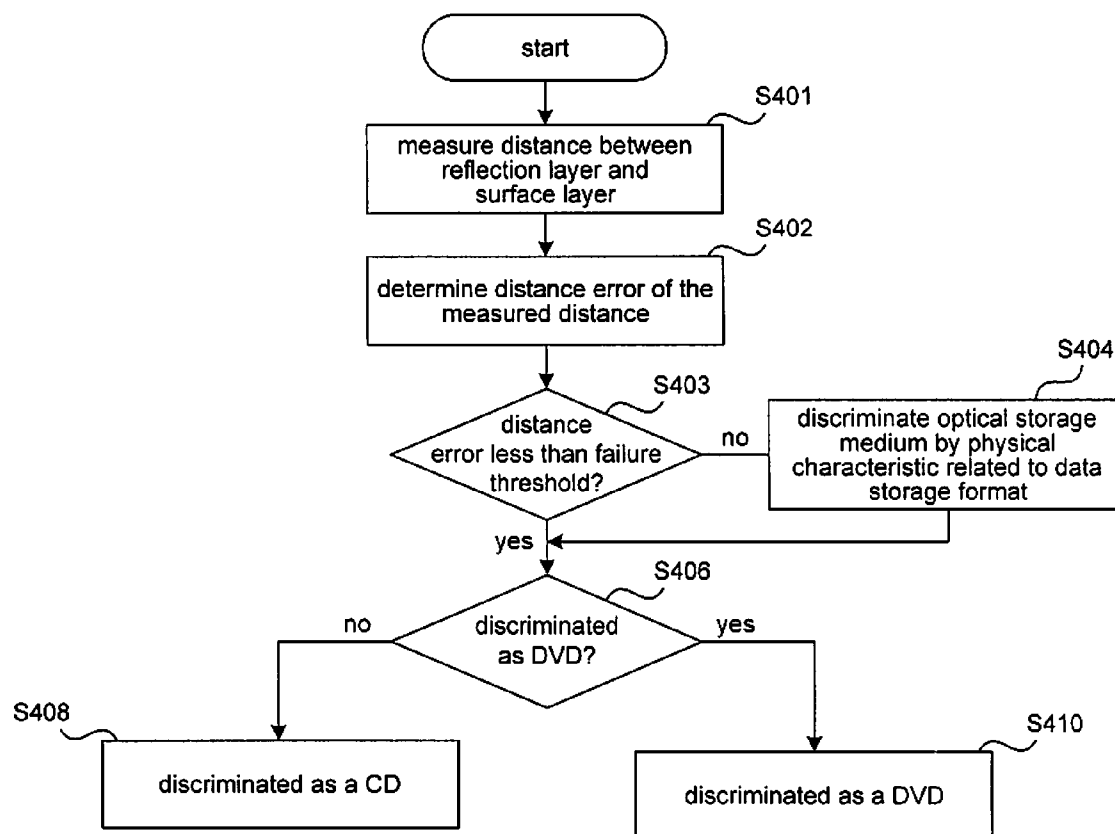 start
S401
measure distance between
reflection layer and
surface layer
S402
determine distance error of the
measured distance
S403
distance
error less than failure
threshold?
no
S404
discriminate optical storage
medium by physical
characteristic related to data
storage format
yes
S406
discriminated
as DVD?
no
yes
S408
discriminated as a CD
S410
discriminated as a DVD